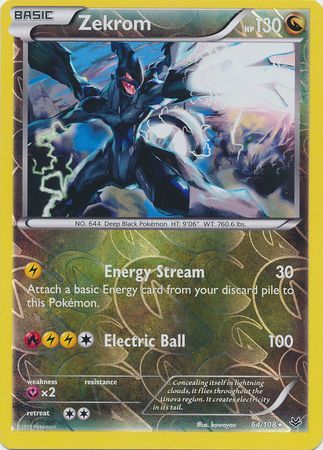 BASIC
Zekrom
HP 130
NO. 644 Deep Black Pokémon HT. 9'06" WT. 760.6 lbs.
Energy Stream 30
Attach a basic Energy card from your discard pile to
this Pokémon.
Electric Ball 100
weakness resistance
×2
retreat
Concealing itself in lightning
clouds, it flies throughout the
Unova region. It creates electricity
in its tail.
©2015 Pokémon
Illus. kawayoo 64/108 ★